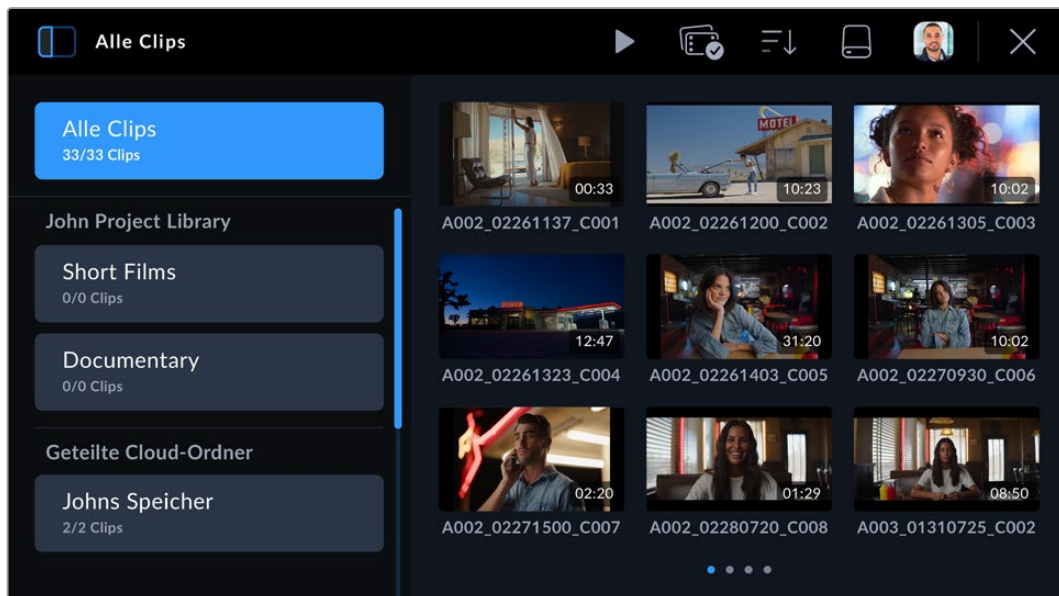 Alle Clips
Alle Clips
33/33 Clips
John Project Library
Short Films
0/0 Clips
Documentary
0/0 Clips
Geteilte Cloud-Ordner
Johns Speicher
2/2 Clips
MOTEL
00:33
10:23
10:02
A002_02261137_C001
A002_02261200_C002
A002_02261305_C003
DINER
12:47
31:20
10:02
A002_02261323_C004
A002_02261403_C005
A002_02270930_C006
02:20
01:29
08:50
A002_02271500_C007
A002_02280720_C008
A003_01310725_C002